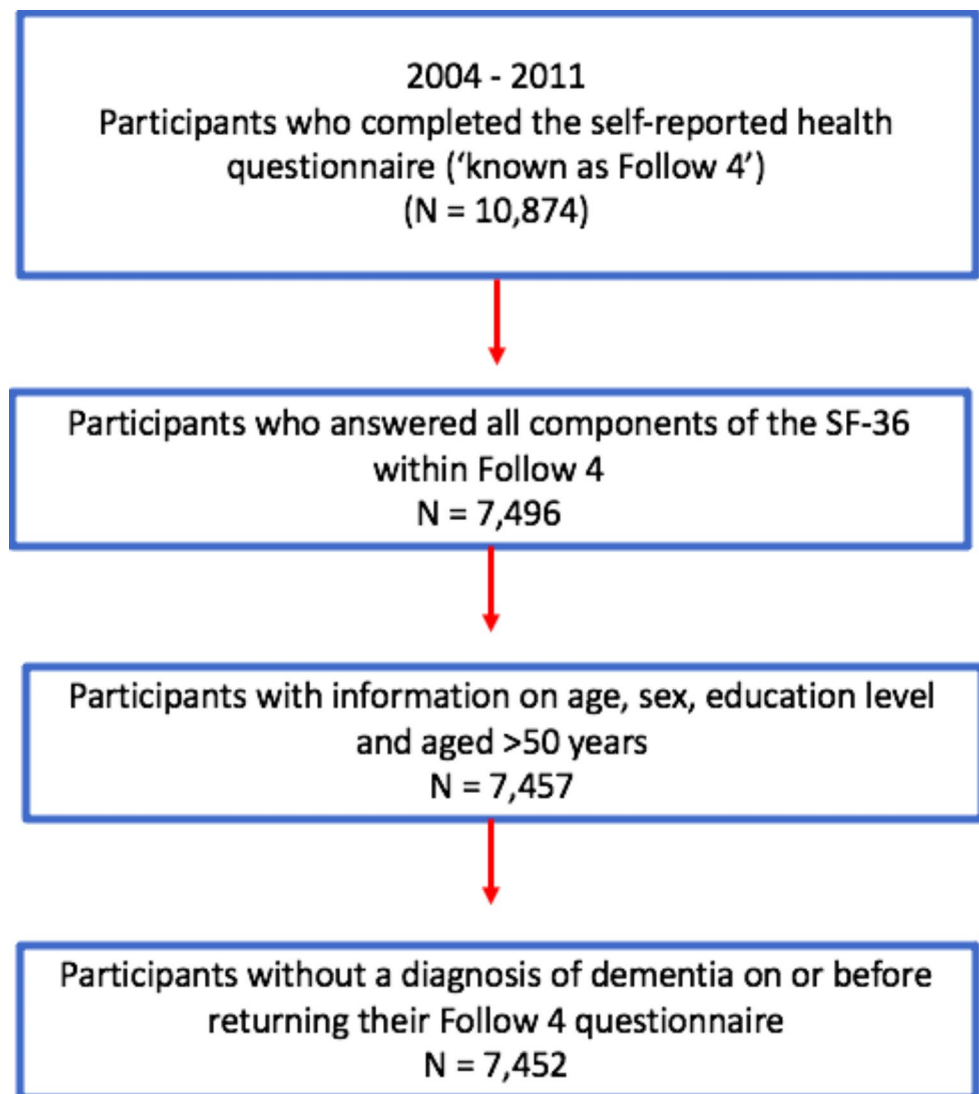 2004 - 2011
Participants who completed the self-reported health
questionnaire (‘known as Follow 4’)
(N = 10,874)
Participants who answered all components of the SF-36
within Follow 4
N = 7,496
Participants with information on age, sex, education level
and aged >50 years
N = 7,457
Participants without a diagnosis of dementia on or before
returning their Follow 4 questionnaire
N = 7,452